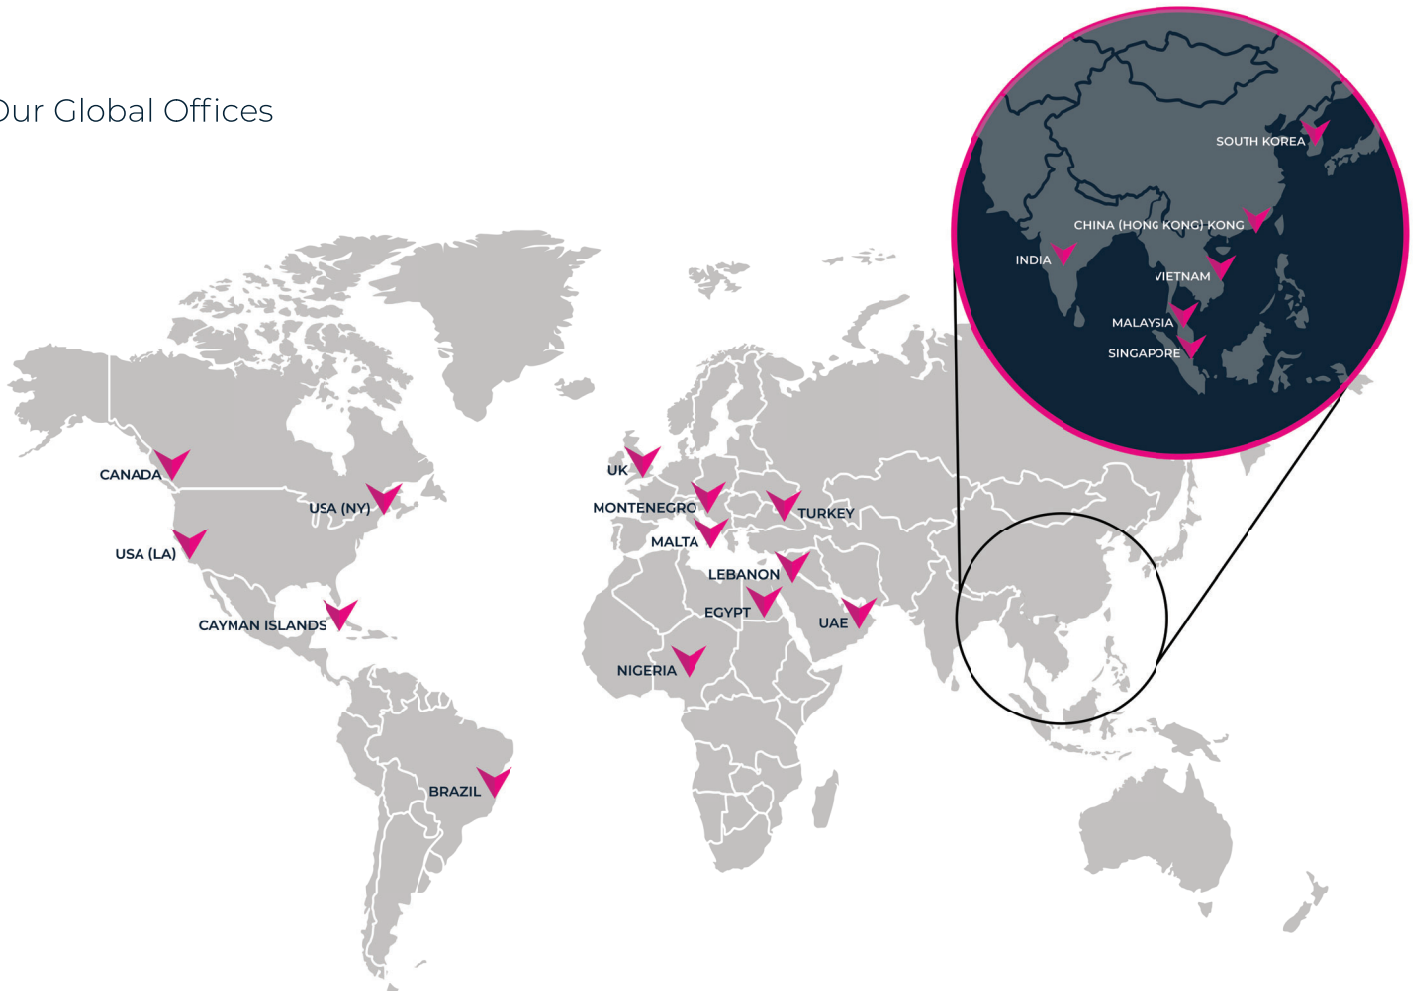 Our Global Offices
SOUTH KOREA
CHINA (HONG KONG) KONG
INDIA
VIETNAM
MALAYSIA
SINGAPORE
CANADA
UK
USA (NY)
MONTENEGRO
TURKEY
USA (LA)
MALTA
LEBANON
EGYPT
CAYMAN ISLANDS
UAE
NIGERIA
BRAZIL